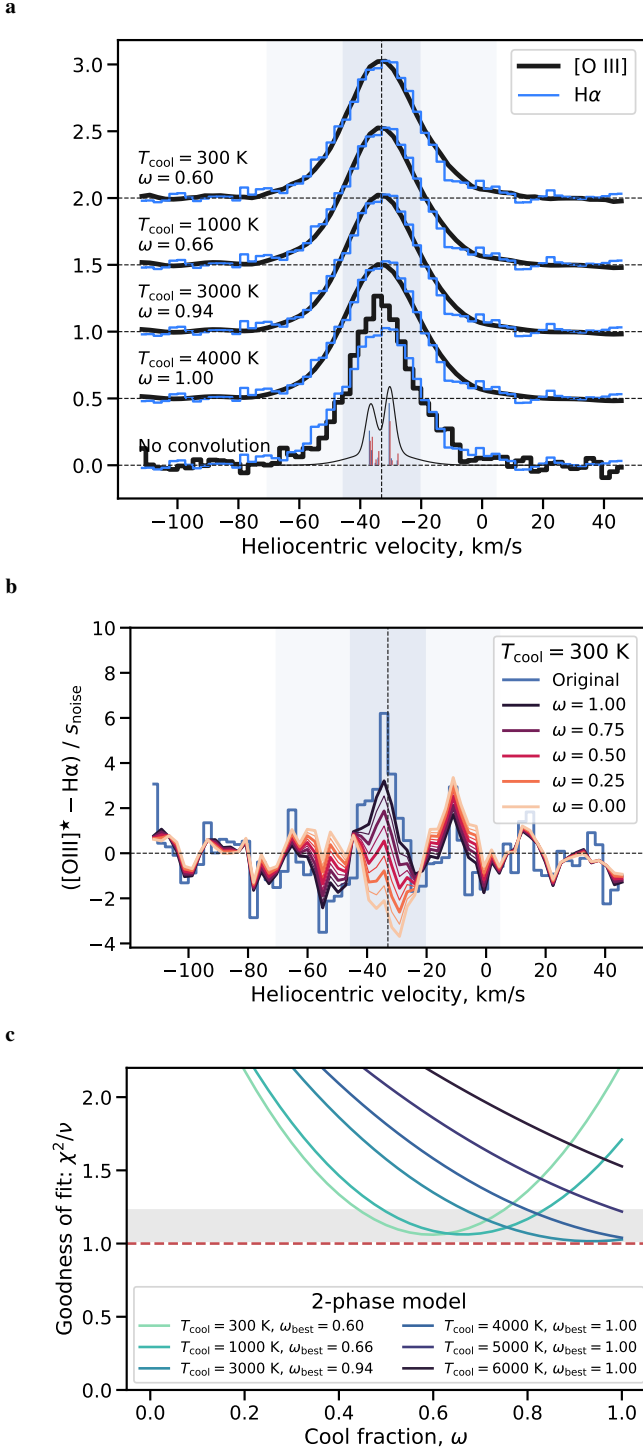 a
3.0
2.5
2.0
1.5
1.0
0.5
0.0
[O III]
Hα
T_cool = 300 K
ω = 0.60
T_cool = 1000 K
ω = 0.66
T_cool = 3000 K
ω = 0.94
T_cool = 4000 K
ω = 1.00
No convolution
−100 −80 −60 −40 −20 0 20 40
Heliocentric velocity, km/s
b
([OIII]★ − Hα) / s_noise
10
8
6
4
2
0
−2
−4
T_cool = 300 K
Original
ω = 1.00
ω = 0.75
ω = 0.50
ω = 0.25
ω = 0.00
−100 −80 −60 −40 −20 0 20 40
Heliocentric velocity, km/s
c
Goodness of fit: χ²/ν
2.0
1.5
1.0
0.5
0.0
2-phase model
T_cool = 300 K, ω_best = 0.60
T_cool = 1000 K, ω_best = 0.66
T_cool = 3000 K, ω_best = 0.94
T_cool = 4000 K, ω_best = 1.00
T_cool = 5000 K, ω_best = 1.00
T_cool = 6000 K, ω_best = 1.00
0.0 0.2 0.4 0.6 0.8 1.0
Cool fraction, ω